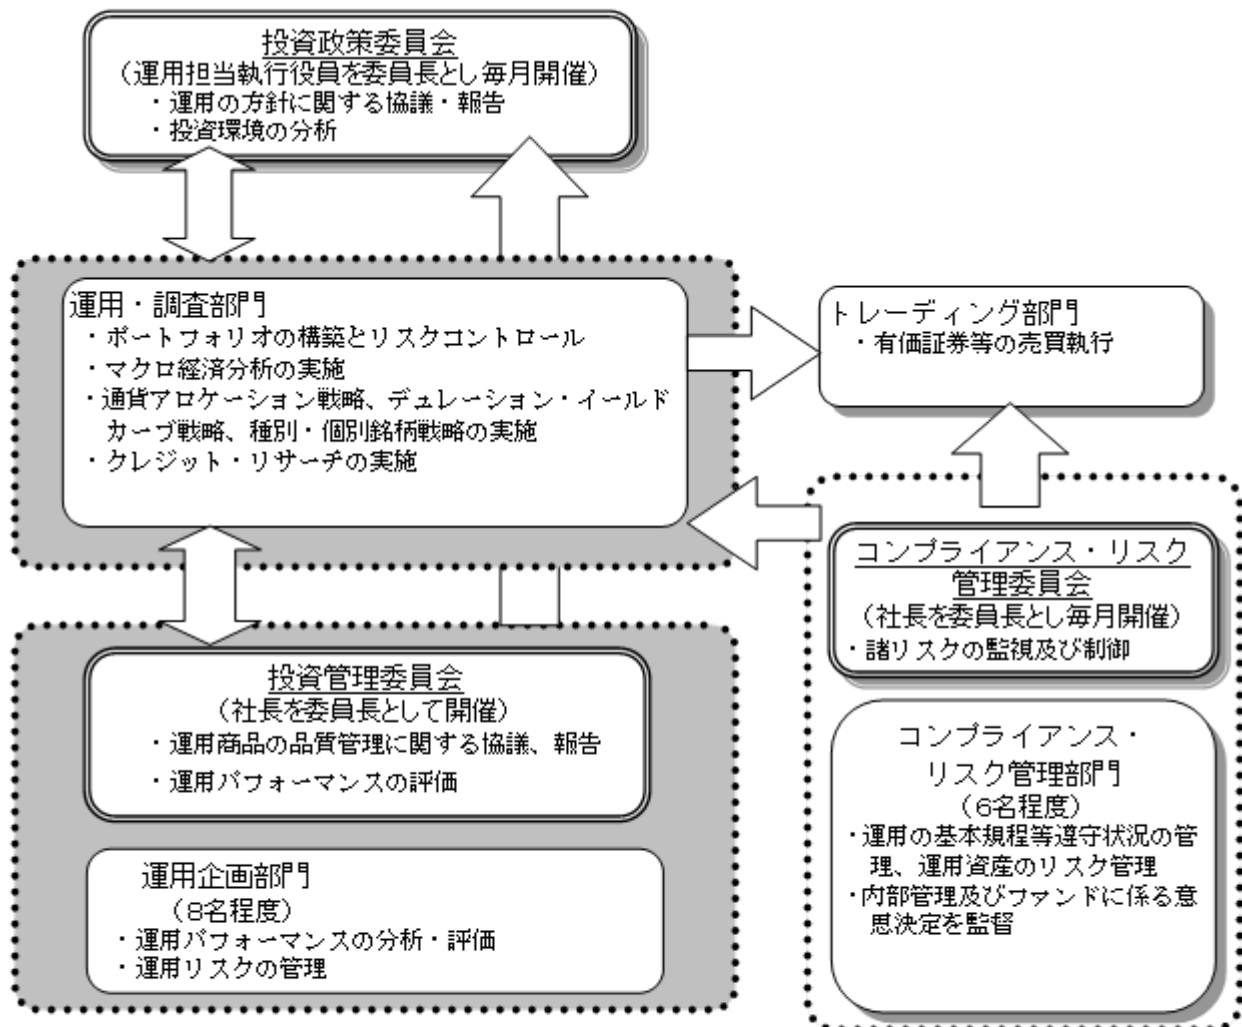 投資政策委員会
（運用担当執行役員を委員長とし毎月開催）
・運用の方針に関する協議・報告
・投資環境の分析
運用・調査部門
・ポートフォリオの構築とリスクコントロール
・マクロ経済分析の実施
・通貨アロケーション戦略、デュレーション・イールド
カーブ戦略、種別・個別銘柄戦略の実施
・クレジット・リサーチの実施
トレーディング部門
・有価証券等の売買執行
投資管理委員会
（社長を委員長として開催）
・運用商品の品質管理に関する協議、報告
・運用パフォーマンスの評価
運用企画部門
（8名程度）
・運用パフォーマンスの分析・評価
・運用リスクの管理
コンプライアンス・リスク
管理委員会
（社長を委員長とし毎月開催）
・諸リスクの監視及び制御
コンプライアンス・
リスク管理部門
（6名程度）
・運用の基本規程等遵守状況の管
理、運用資産のリスク管理
・内部管理及びファンドに係る意
思決定を監督